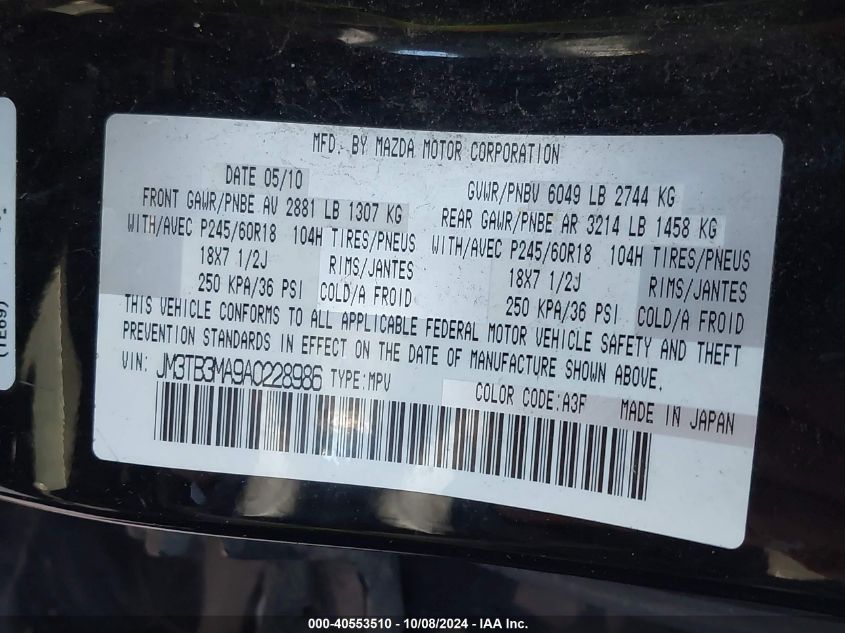 MFD. BY MAZDA MOTOR CORPORATION
DATE 05/10 GVWR/PNBV 6049 LB 2744 KG
FRONT GAWR/PNBE AV 2881 LB 1307 KG REAR GAWR/PNBE AR 3214 LB 1458 KG
WITH/AVEC P245/60R18 104H TIRES/PNEUS WITH/AVEC P245/60R18 104H TIRES/PNEUS
18X7 1/2J RIMS/JANTES 18X7 1/2J RIMS/JANTES
250 KPA/36 PSI COLD/A FROID 250 KPA/36 PSI COLD/A FROID
THIS VEHICLE CONFORMS TO ALL APPLICABLE FEDERAL MOTOR VEHICLE SAFETY AND THEFT
PREVENTION STANDARDS IN EFFECT ON THE DATE OF MANUFACTURE SHOWN ABOVE.
VIN: JM3TB3MA9A0228986 TYPE:MPV COLOR CODE:A3F MADE IN JAPAN
(TE69)
000-40553510 - 10/08/2024 - IAA Inc.